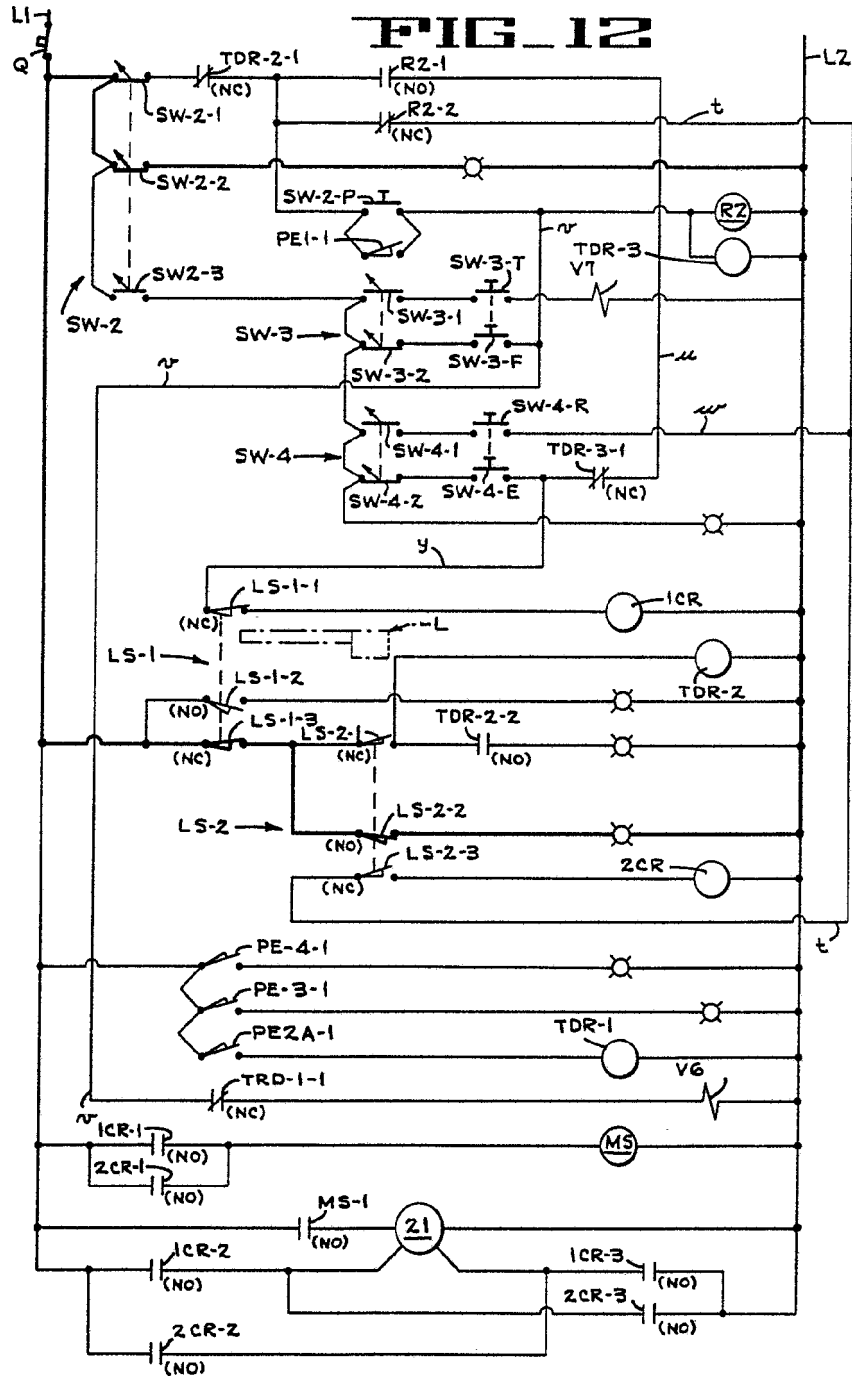 L1
FIG_12
L2
Q
TDR-2-1
(NC)
R2-1
(NO)
SW-2-1
R2-2
(NC)
t
SW-2-2
SW-2-P
PE1-1
v
R2
TDR-3
SW2-3
SW-2
SW-3-T
V7
SW-3-1
SW-3
SW-3-2
SW-3-F
v
u
SW-4-R
w
SW-4-1
SW-4
TDR-3-1
SW-4-2
SW-4-E
(NC)
y
LS-1-1
(NC)
1CR
L
LS-1
TDR-2
LS-1-2
(NO)
LS-1-3
LS-2-1
TDR-2-2
(NC)
(NC)
(NO)
LS-2
LS-2-2
(NO)
LS-2-3
2CR
(NC)
t
PE-4-1
PE-3-1
PE2A-1
TDR-1
V6
TRD-1-1
v
(NC)
1CR-1
(NO)
MS
2CR-1
(NO)
MS-1
(NO)
21
1CR-2
(NO)
1CR-3
(NO)
2CR-3
(NO)
2CR-2
(NO)